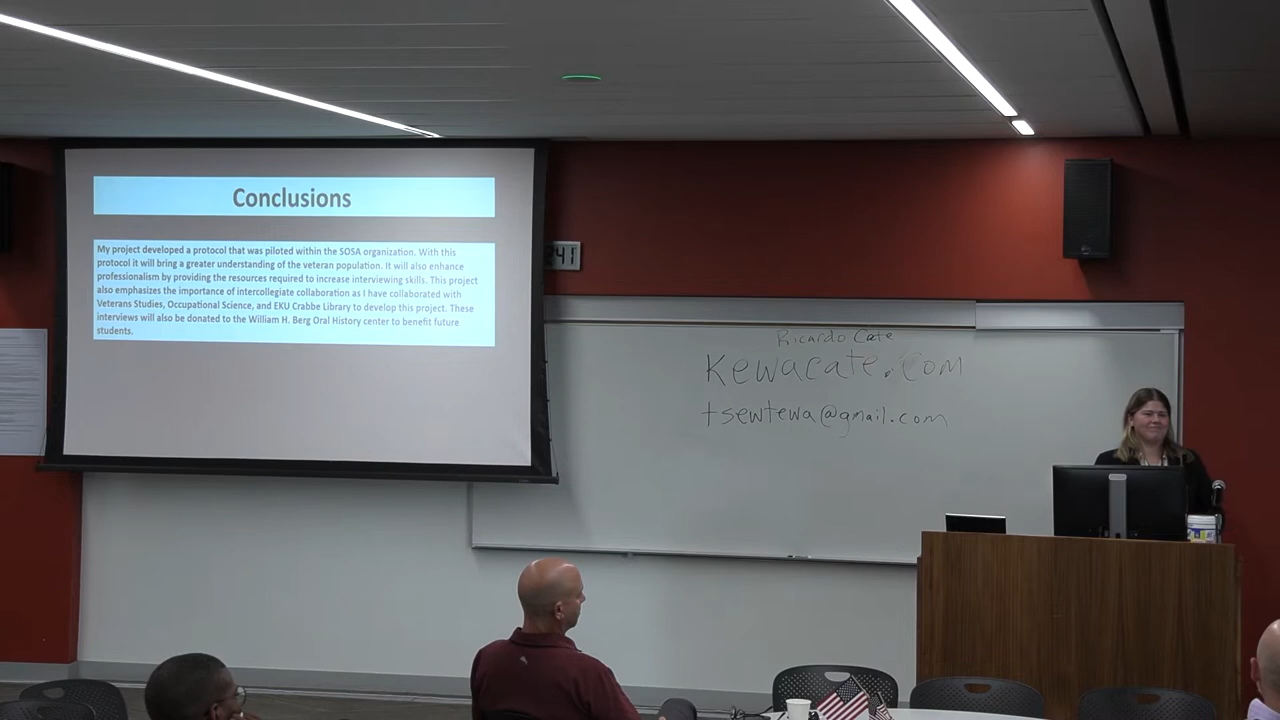 Conclusions
My project developed a protocol that was piloted within the SOSA organization. With this
protocol it will bring a greater understanding of the veteran population. It will also enhance
professionalism by providing the resources required to increase interviewing skills. This project
also emphasizes the importance of intercollegiate collaboration as I have collaborated with
Veterans Studies, Occupational Science, and EKU Crabbe Library to develop this project. These
interviews will also be donated to the William H. Berg Oral History center to benefit future
students.
41
Ricardo Cate
Kewacate.com
tsewtewa@gmail.com